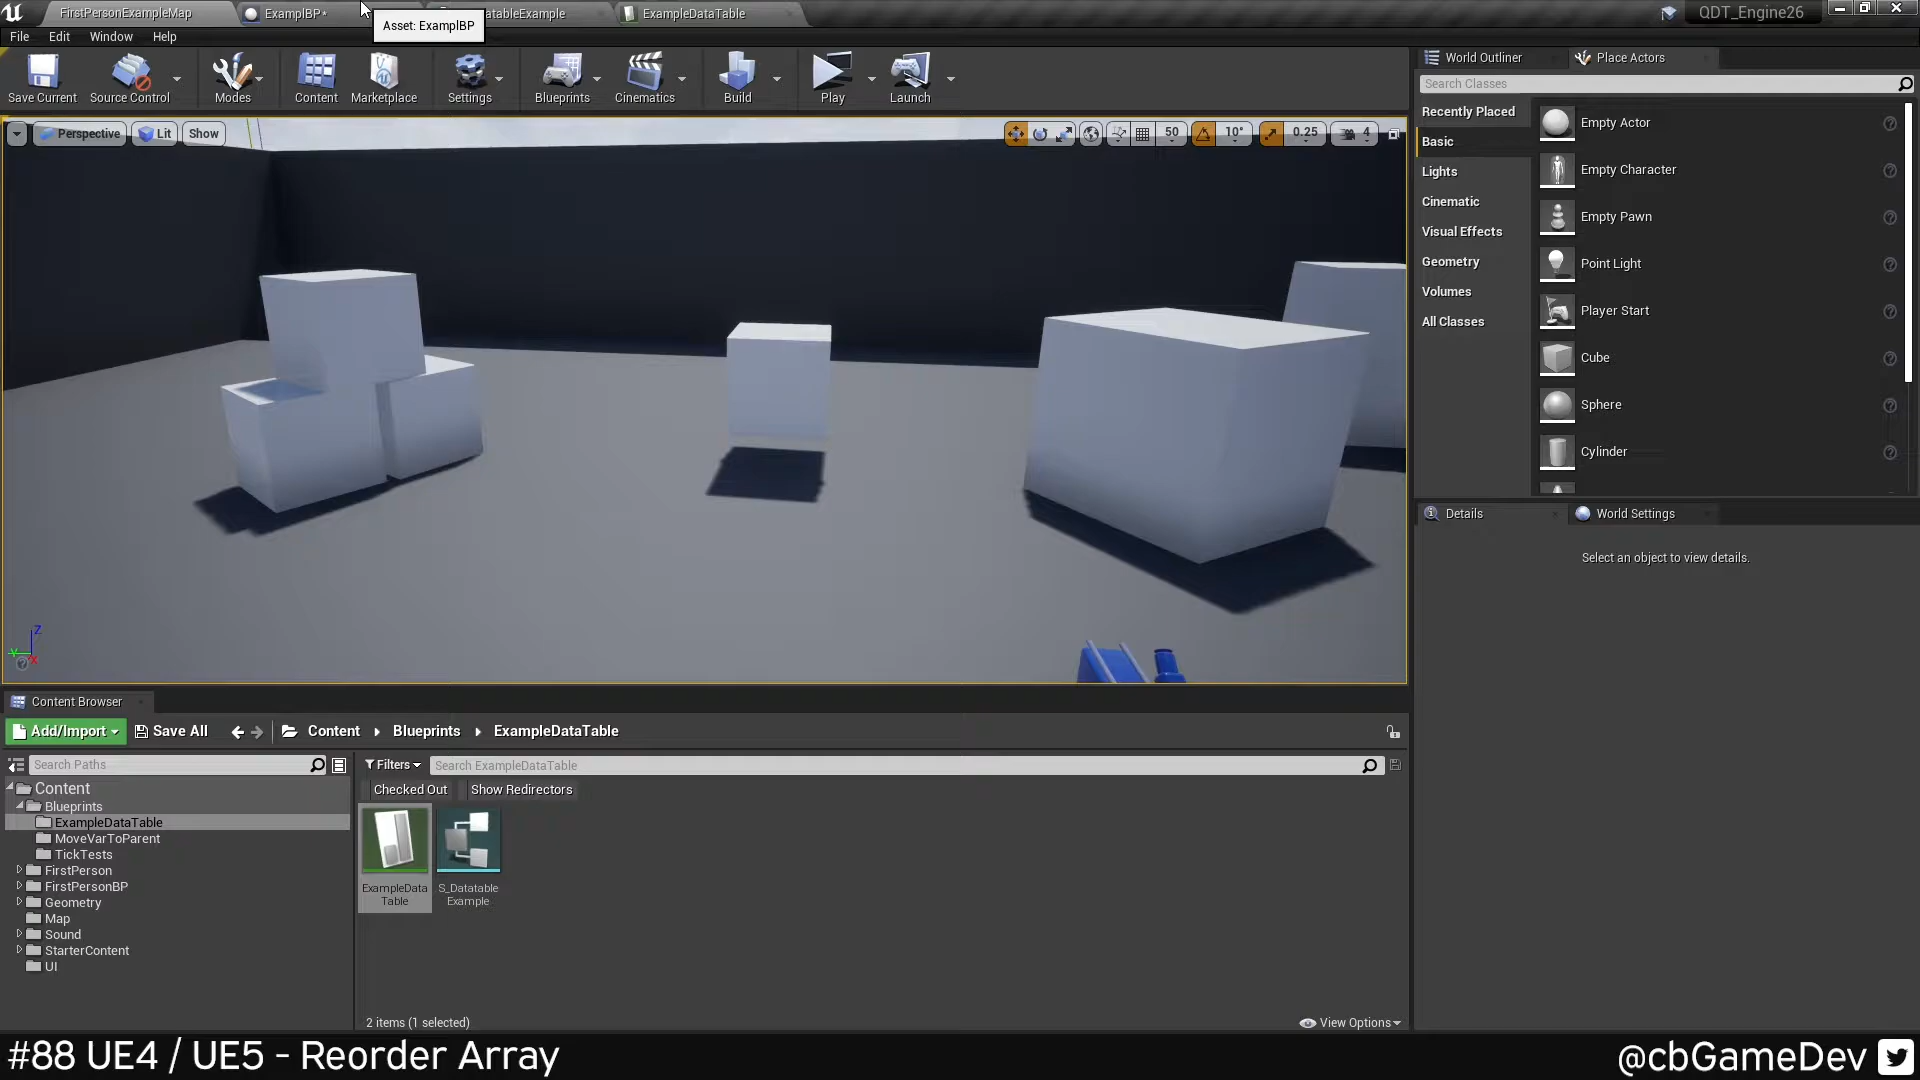 FirstPersonExampleMap
ExamplBP*
atableExample
ExampleDataTable
QDT_Engine26
Asset: ExamplBP
File
Edit
Window
Help
Save Current
Source Control
Modes
Content
Marketplace
Settings
Blueprints
Cinematics
Build
Play
Launch
Perspective
Lit
Show
50
10°
0.25
4
World Outliner
Place Actors
Search Classes
Recently Placed
Basic
Lights
Cinematic
Visual Effects
Geometry
Volumes
All Classes
Empty Actor
Empty Character
Empty Pawn
Point Light
Player Start
Cube
Sphere
Cylinder
Details
World Settings
Select an object to view details.
Z
Y
X
Content Browser
Add/Import
Save All
Content
Blueprints
ExampleDataTable
Search Paths
Filters
Search ExampleDataTable
Checked Out
Show Redirectors
Content
Blueprints
ExampleDataTable
MoveVarToParent
TickTests
FirstPerson
FirstPersonBP
Geometry
Map
Sound
StarterContent
UI
ExampleData
Table
S_Datatable
Example
2 items (1 selected)
View Options
#88 UE4 / UE5 - Reorder Array
@cbGameDev